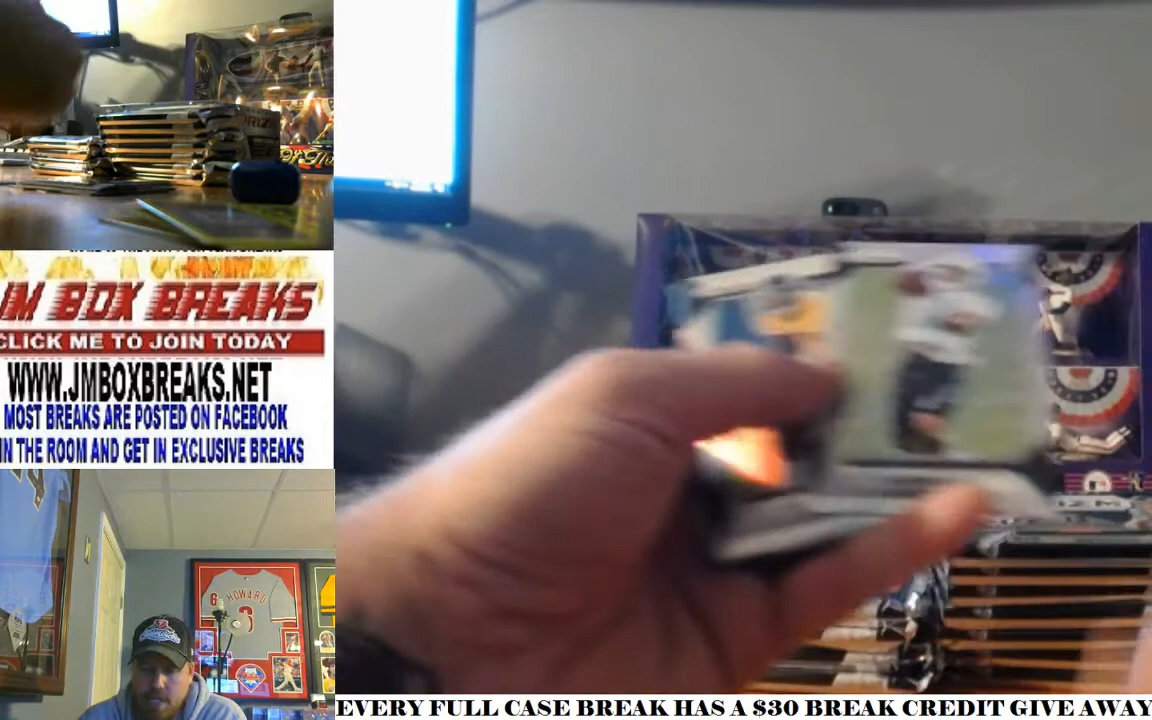 JM BOX BREAKS
CLICK ME TO JOIN TODAY
WWW.JMBOXBREAKS.NET
MOST BREAKS ARE POSTED ON FACEBOOK
IN THE ROOM AND GET IN EXCLUSIVE BREAKS
6 HOWARD
EVERY FULL CASE BREAK HAS A $30 BREAK CREDIT GIVE AWAY